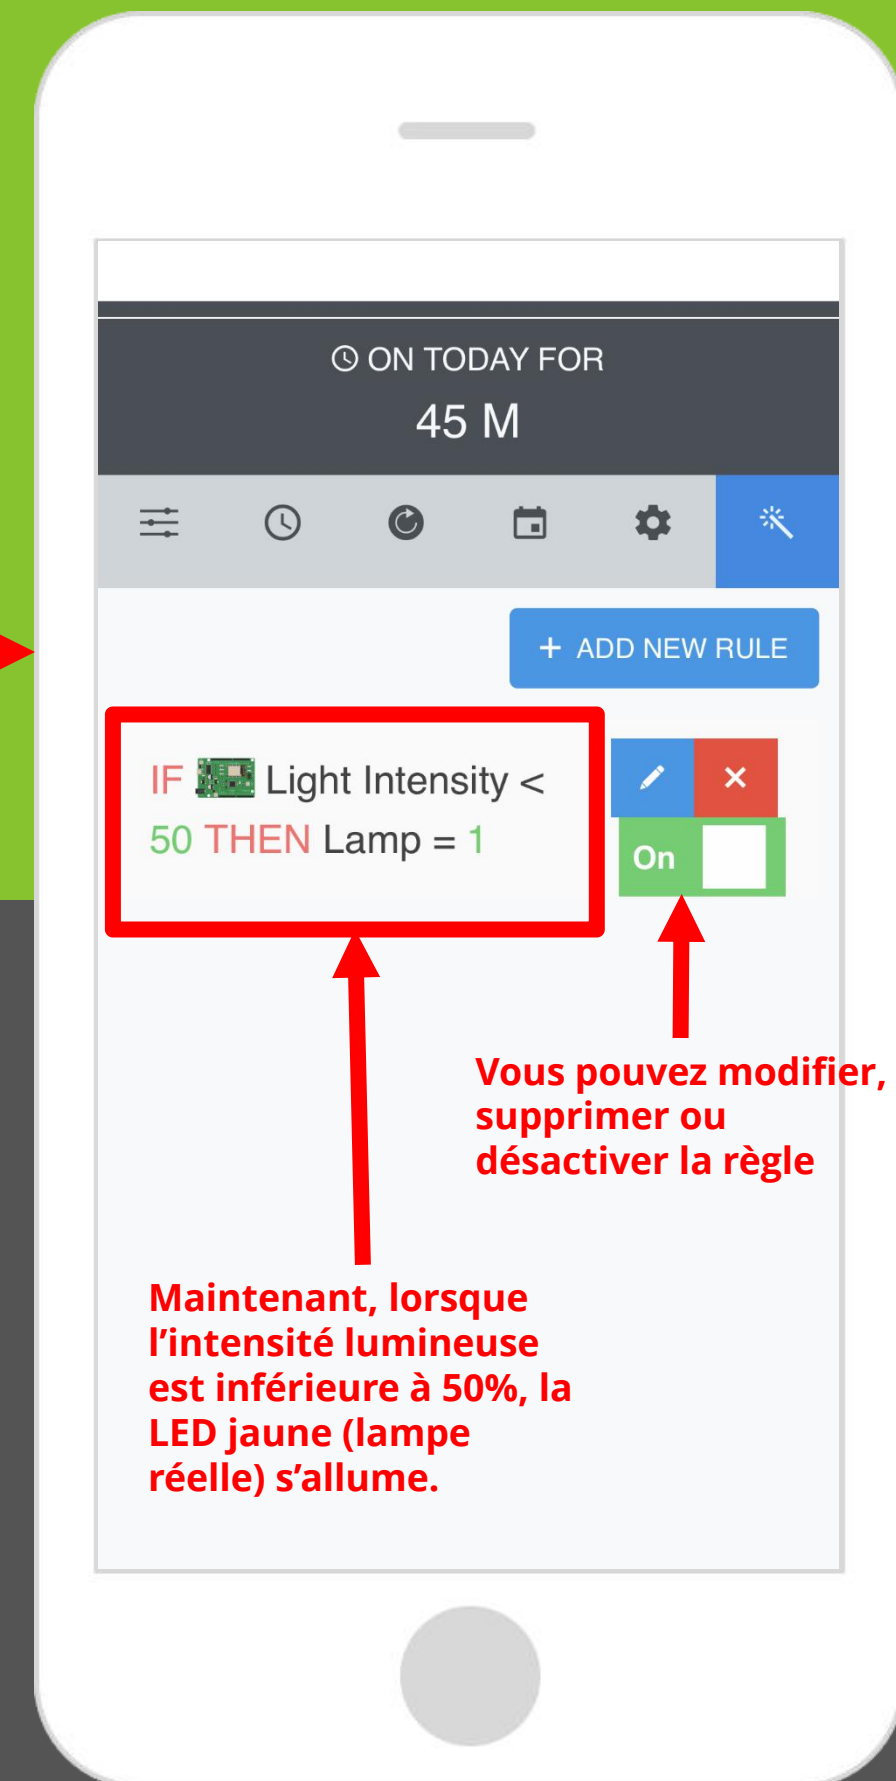 ON TODAY FOR
45 M
+ ADD NEW RULE
IF Light Intensity <
50 THEN Lamp = 1
On
Vous pouvez modifier,
supprimer ou
désactiver la règle
Maintenant, lorsque
l’intensité lumineuse
est inférieure à 50%, la
LED jaune (lampe
réelle) s’allume.